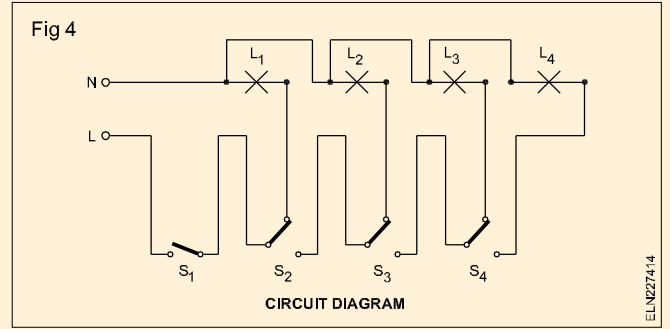 Fig 4
L1 L2 L3 L4
N
L
S1 S2 S3 S4
CIRCUIT DIAGRAM
ELN227414